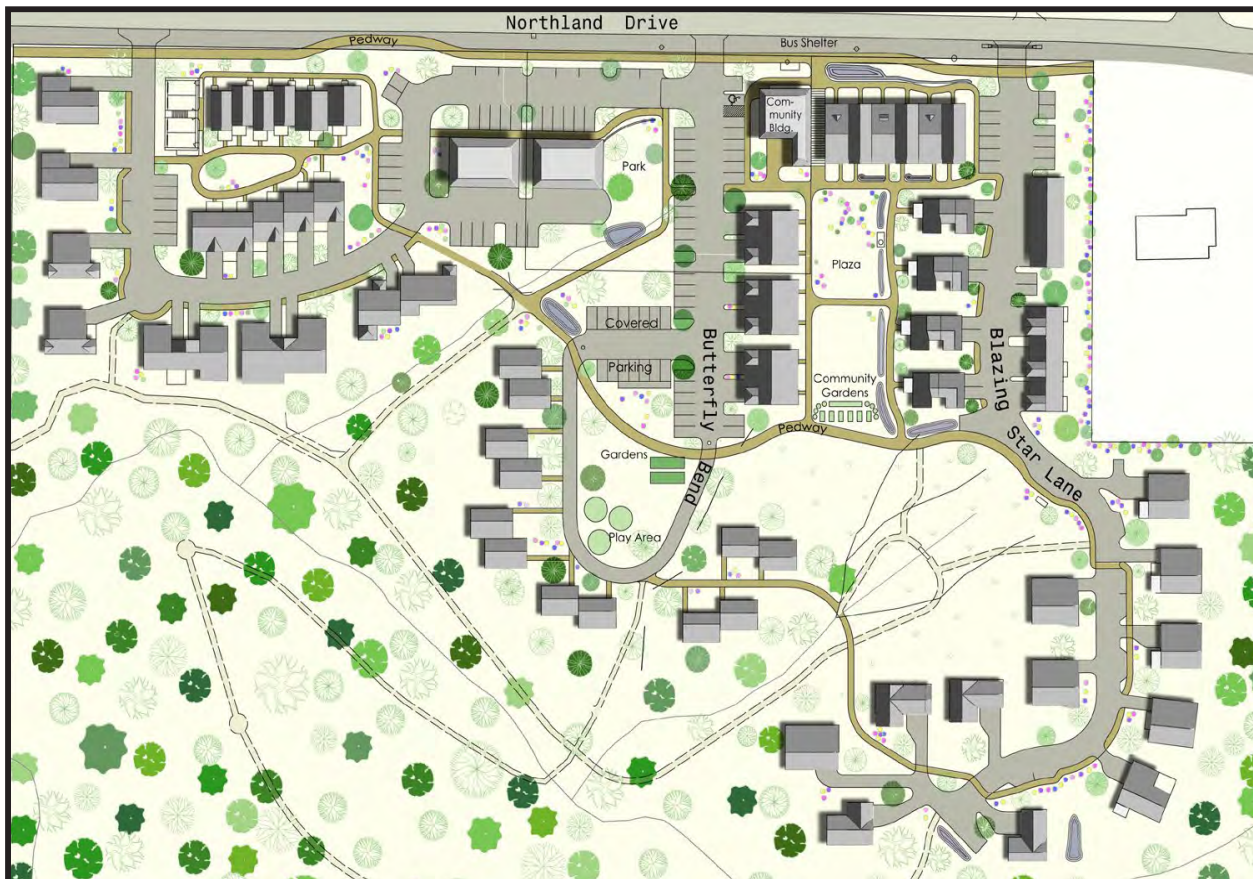 Northland Drive
Pedway
Bus Shelter
Com-
munity
Bldg.
Park
Plaza
Covered
Parking
Butterfly
Bend
Blazing
Star Lane
Community
Gardens
Pedway
Gardens
Play Area